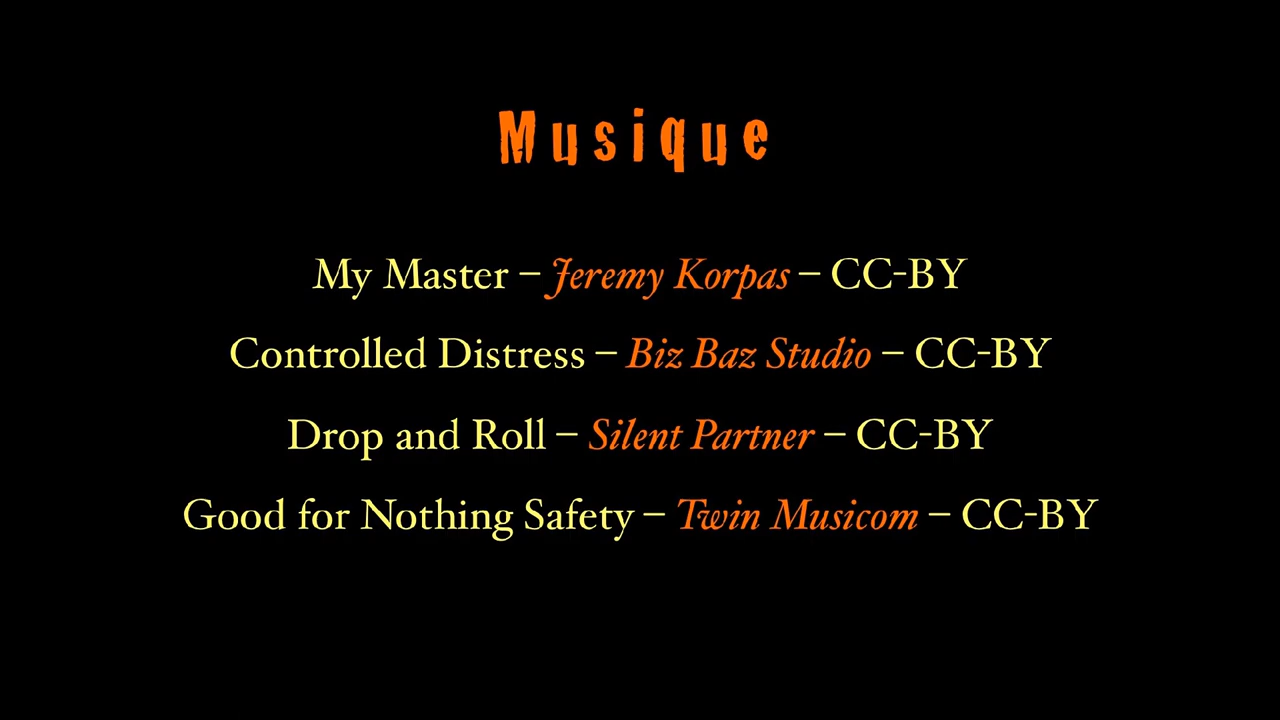 Musique
My Master – Jeremy Korpas – CC-BY
Controlled Distress – Biz Baz Studio – CC-BY
Drop and Roll – Silent Partner – CC-BY
Good for Nothing Safety – Twin Musicom – CC-BY